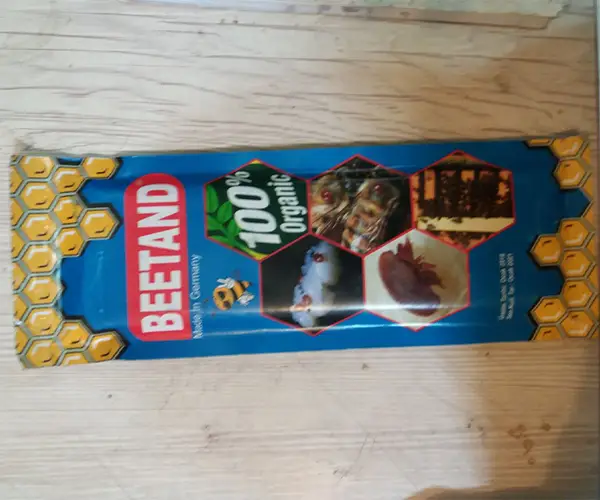 BEETAND
Made In Germany
100%
Organic